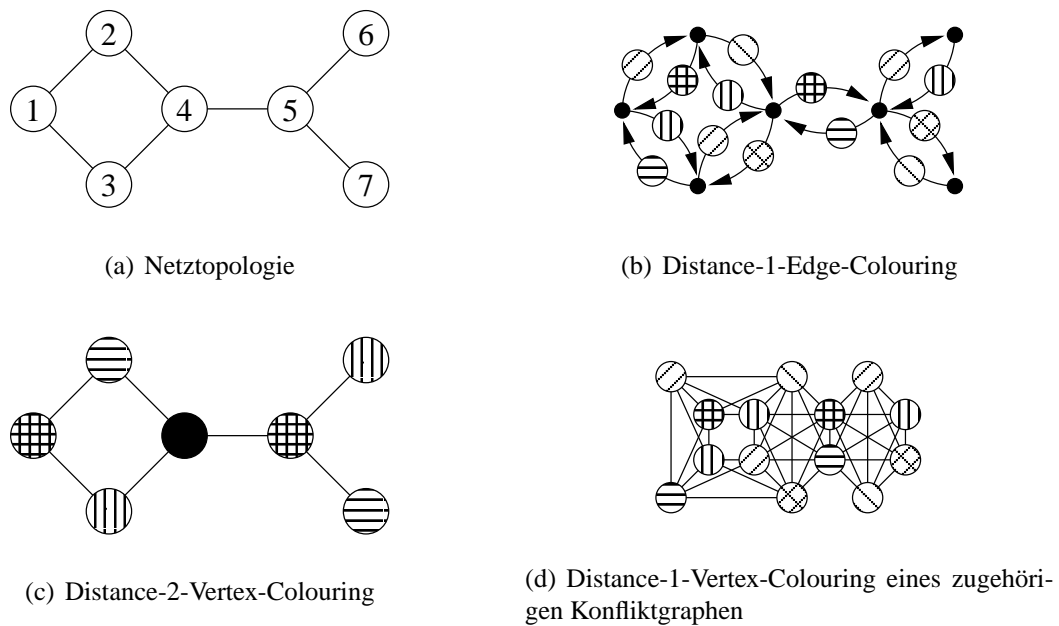 2
6
1
4
5
3
7
(a) Netztopologie
(b) Distance-1-Edge-Colouring
(c) Distance-2-Vertex-Colouring
(d) Distance-1-Vertex-Colouring eines zugehöri-
gen Konfliktgraphen